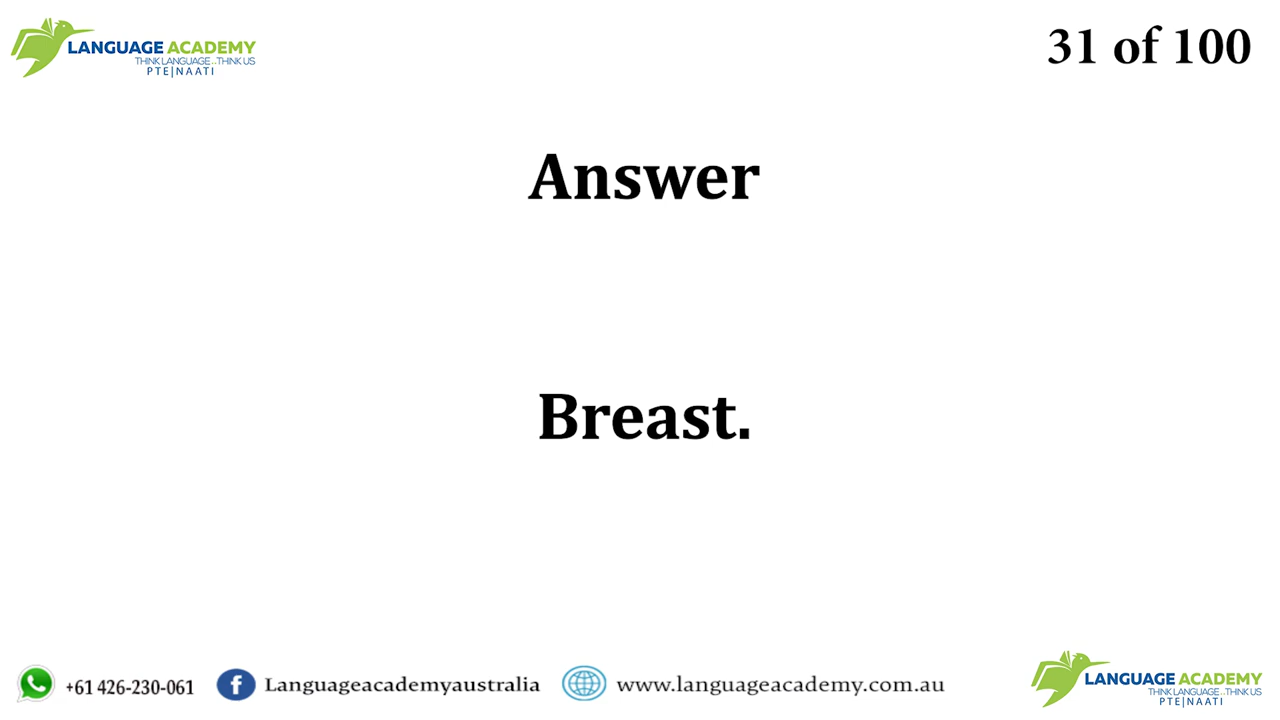 LANGUAGE ACADEMY
THINK LANGUAGE..THINK US
PTE|NAATI
31 of 100
Answer
Breast.
+61 426-230-061
Languageacademyaustralia
www.languageacademy.com.au
LANGUAGE ACADEMY
THINK LANGUAGE..THINK US
PTE|NAATI